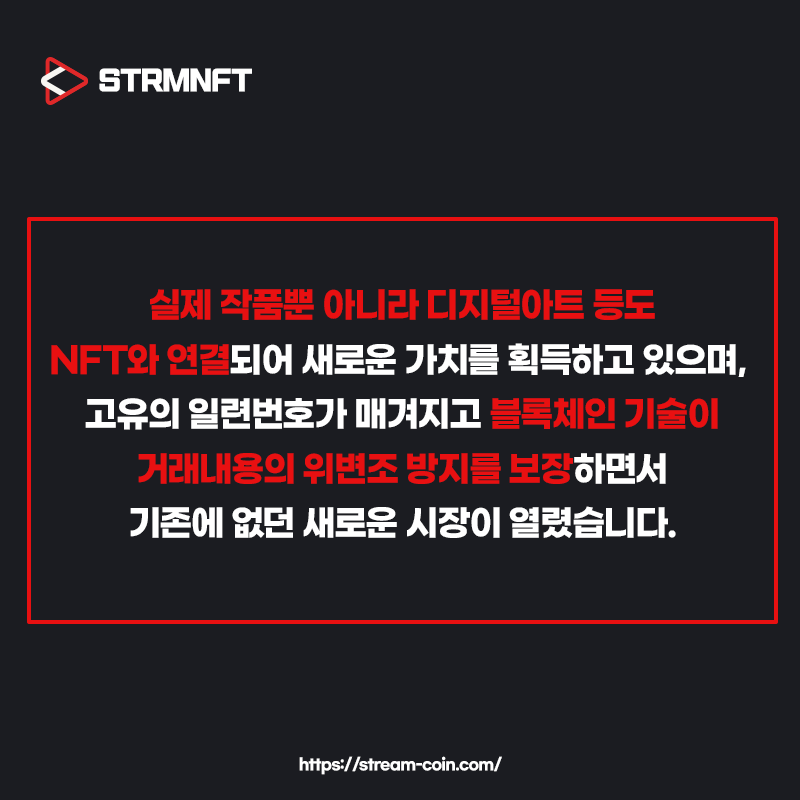 STRMNFT
실제 작품뿐 아니라 디지털아트 등도
NFT와 연결되어 새로운 가치를 획득하고 있으며,
고유의 일련번호가 매겨지고 블록체인 기술이
거래내용의 위변조 방지를 보장하면서
기존에 없던 새로운 시장이 열렸습니다.
https://stream-coin.com/